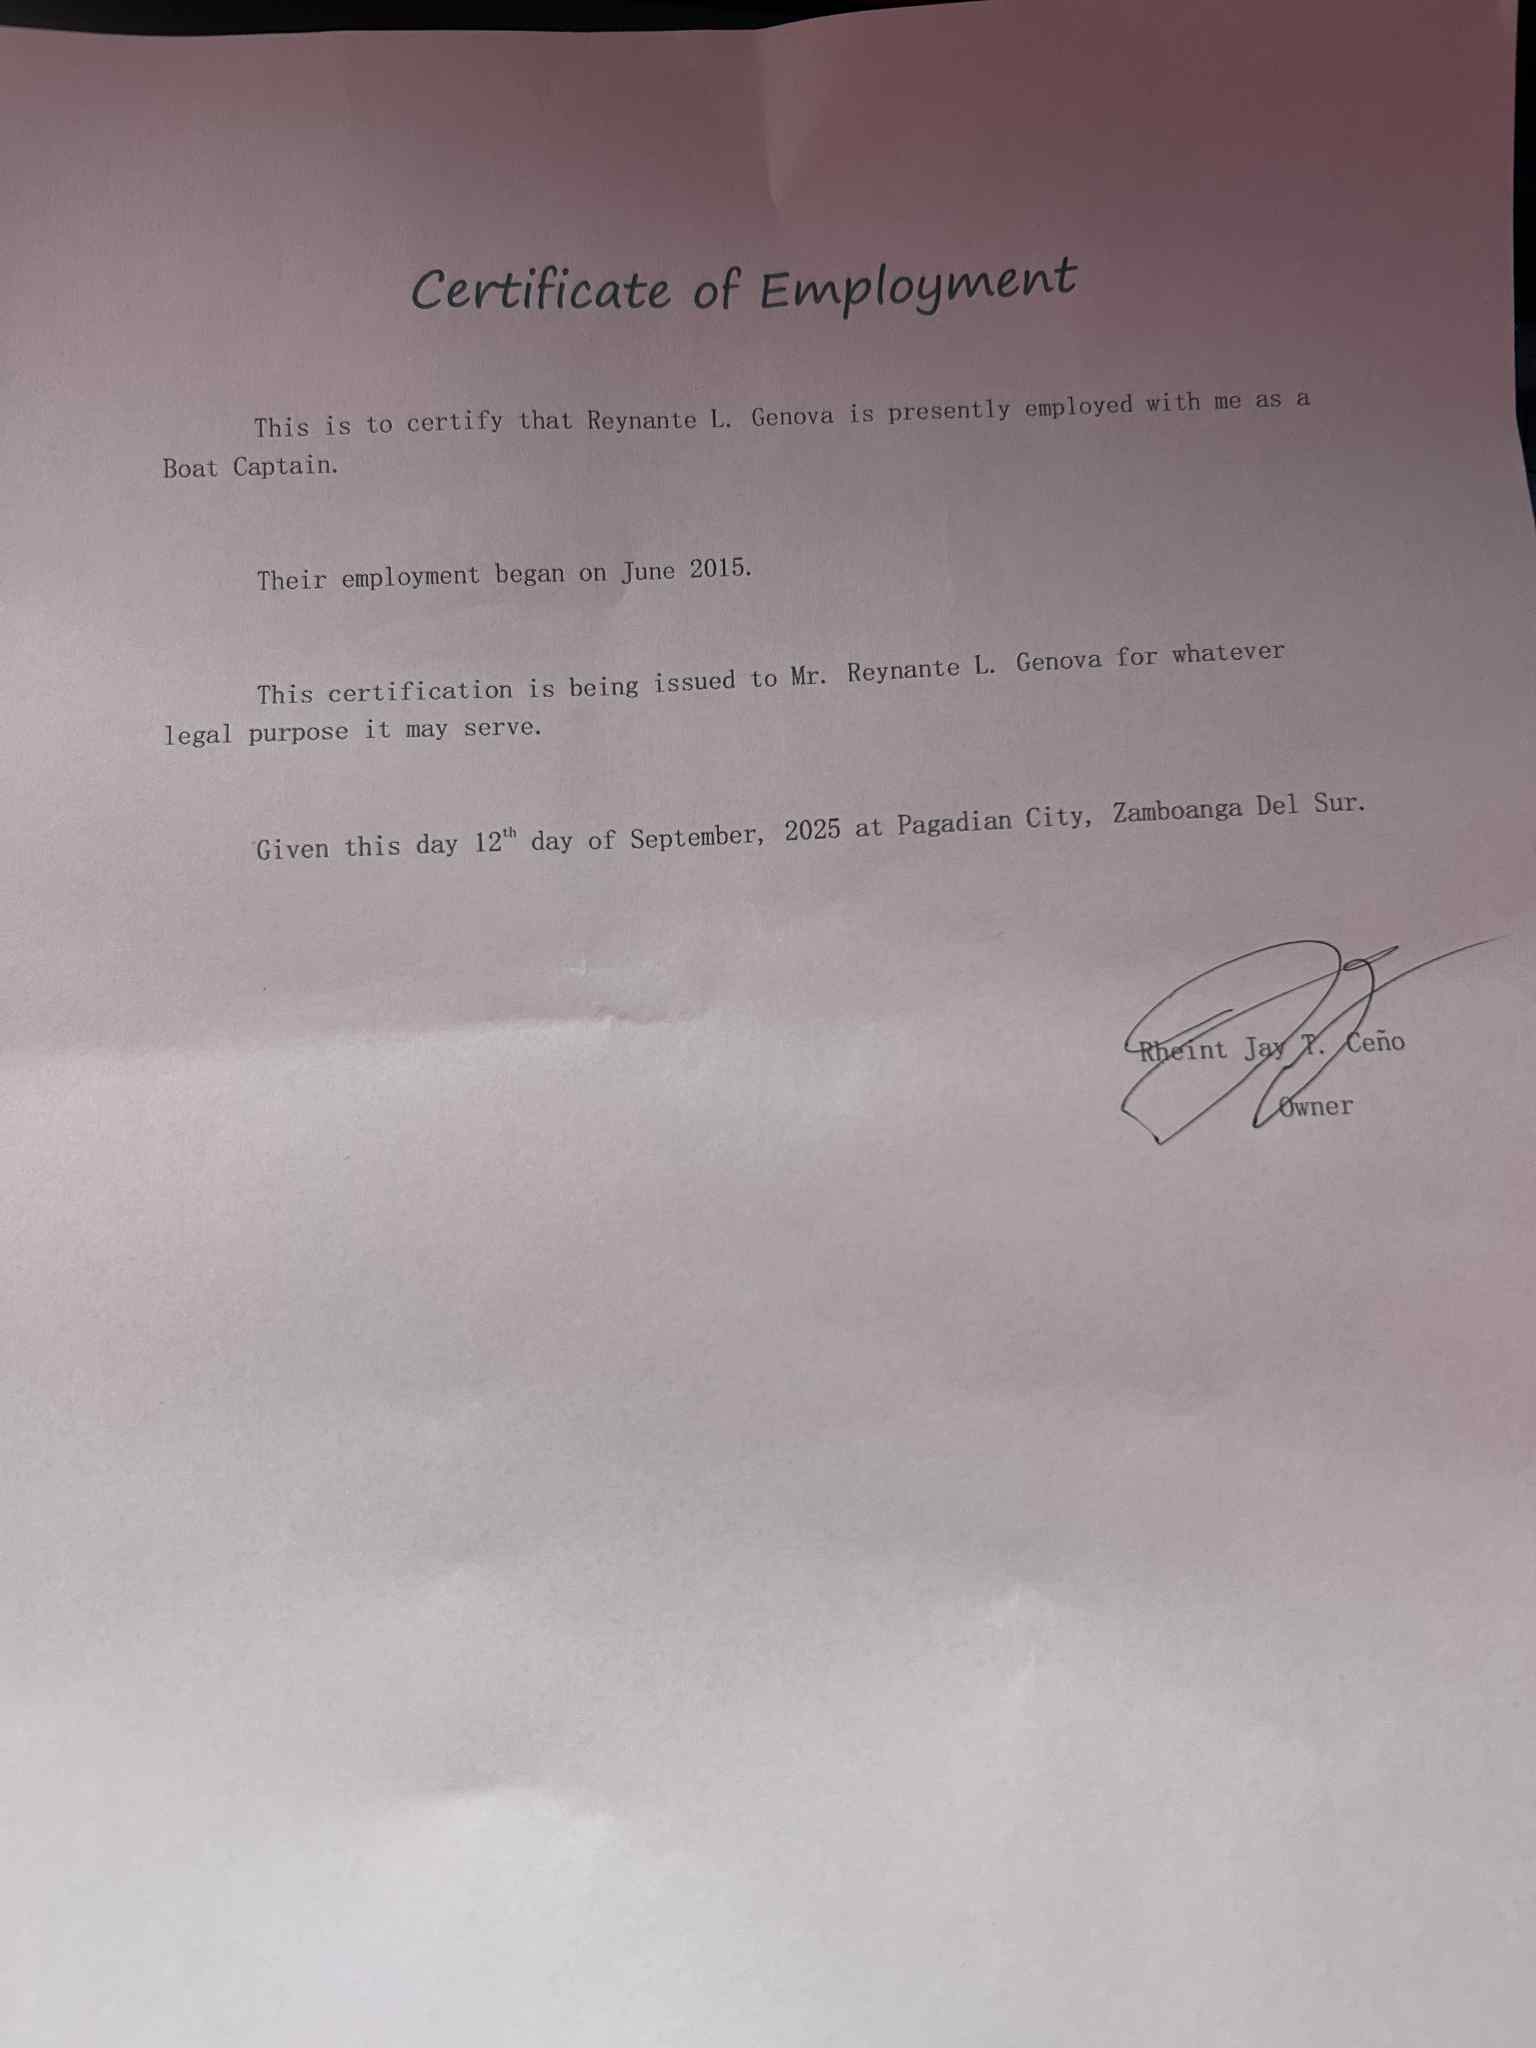 Certificate of Employment
This is to certify that Reynante L. Genova is presently employed with me as a
Boat Captain.
Their employment began on June 2015.
This certification is being issued to Mr. Reynante L. Genova for whatever
legal purpose it may serve.
Given this day 12th day of September, 2025 at Pagadian City, Zamboanga Del Sur.
Rheint Jay T. Ceño
Owner